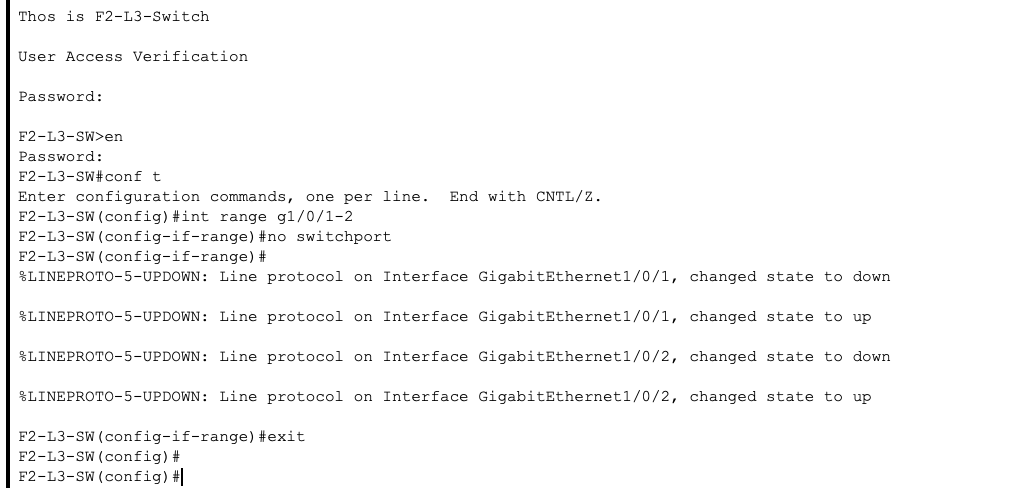 Thos is F2-L3-Switch
User Access Verification
Password:
F2-L3-SW>en
Password:
F2-L3-SW#conf t
Enter configuration commands, one per line.  End with CNTL/Z.
F2-L3-SW(config)#int range g1/0/1-2
F2-L3-SW(config-if-range)#no switchport
F2-L3-SW(config-if-range)#
%LINEPROTO-5-UPDOWN: Line protocol on Interface GigabitEthernet1/0/1, changed state to down
%LINEPROTO-5-UPDOWN: Line protocol on Interface GigabitEthernet1/0/1, changed state to up
%LINEPROTO-5-UPDOWN: Line protocol on Interface GigabitEthernet1/0/2, changed state to down
%LINEPROTO-5-UPDOWN: Line protocol on Interface GigabitEthernet1/0/2, changed state to up
F2-L3-SW(config-if-range)#exit
F2-L3-SW(config)#
F2-L3-SW(config)#